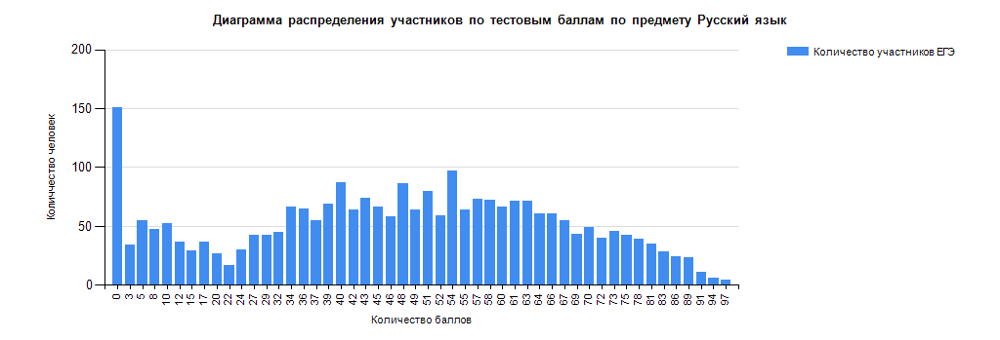 Диаграмма распределения участников по тестовым баллам по предмету Русский язык
Количество участников ЕГЭ
200
150
100
50
0
Количчество человек
0 3 5 8 10 12 15 17 20 22 24 27 29 32 34 36 37 39 40 42 43 45 46 48 49 51 52 54 55 57 58 60 61 63 64 66 67 69 70 72 73 75 78 81 83 86 89 91 94 97
Количество баллов